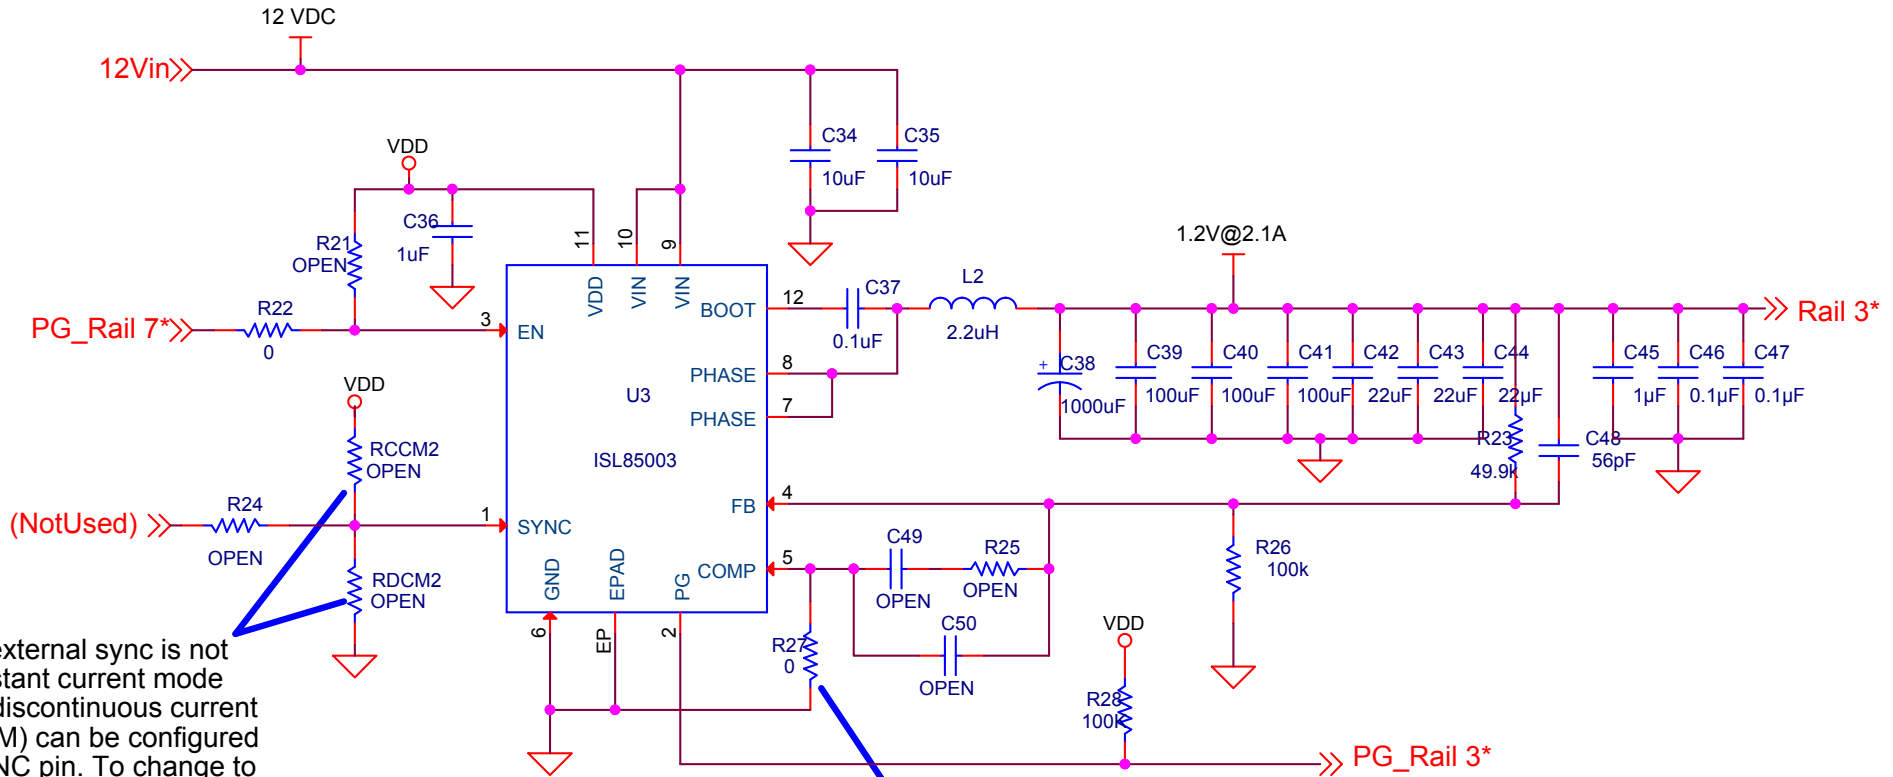 12 VDC
12Vin
VDD
C34
10uF
C35
10uF
C36
1uF
R21
OPEN
R22
0
PG_Rail 7*
3
EN
11
10
9
VDD
VIN
VIN
BOOT
12
C37
0.1uF
L2
2.2uH
1.2V@2.1A
Rail 3*
PHASE
8
PHASE
7
U3
ISL85003
+
C38
1000uF
C39
100uF
C40
100uF
C41
100uF
C42
22uF
C43
22uF
C44
22µF
C45
1µF
C46
0.1µF
C47
0.1µF
R23
49.9k
C48
56pF
VDD
RCCM2
OPEN
(NotUsed)
R24
OPEN
1
SYNC
RDCM2
OPEN
FB
4
COMP
5
C49
OPEN
R25
OPEN
C50
OPEN
R26
100k
GND
EPAD
PG
6
EP
2
R27
0
VDD
R28
100K
PG_Rail 3*
external sync is not
stant current mode
discontinuous current
M) can be configured
NC pin. To change to